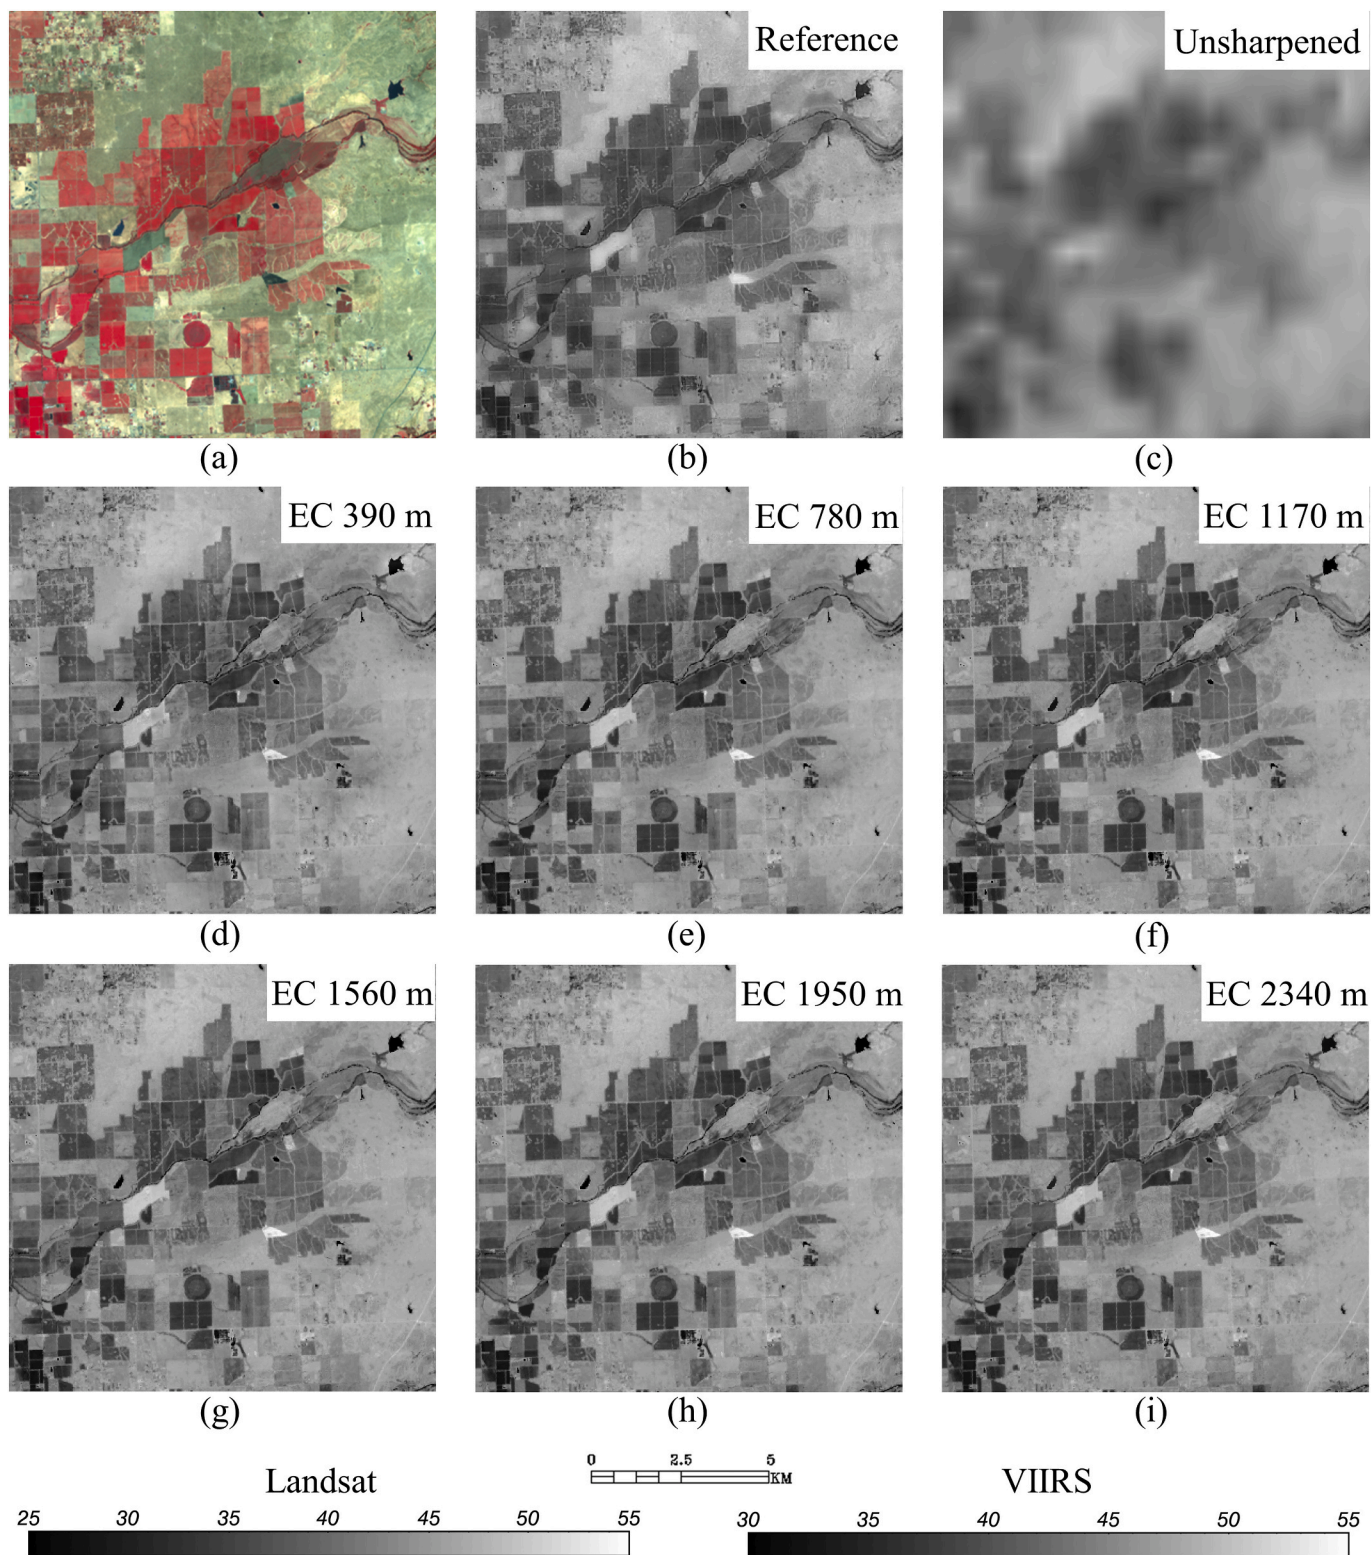 Reference
Unsharpened
(a)
(b)
(c)
EC 390 m
EC 780 m
EC 1170 m
(d)
(e)
(f)
EC 1560 m
EC 1950 m
EC 2340 m
(g)
(h)
(i)
0 2.5 5
KM
Landsat
VIIRS
25 30 35 40 45 50 55
30 35 40 45 50 55